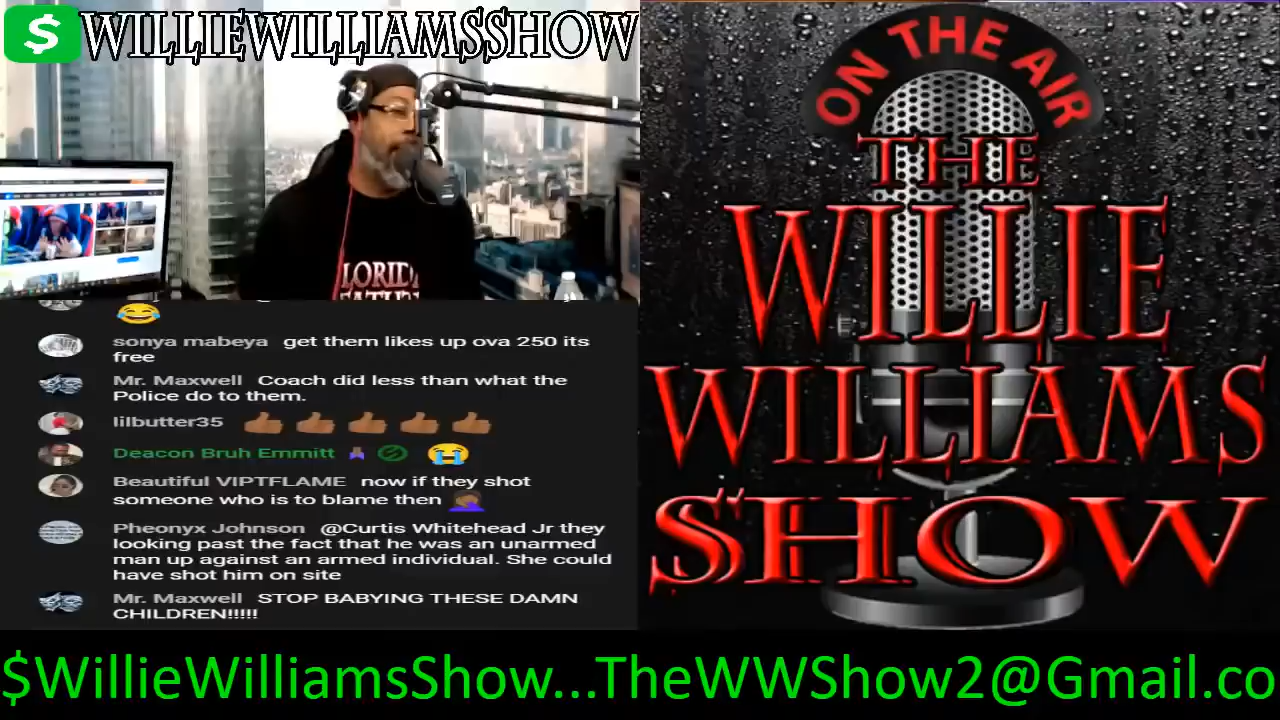 $ WILLIEWILLIAMSSHOW
LORIDA
sonya mabeya get them likes up ova 250 its
free
Mr. Maxwell Coach did less than what the
Police do to them.
lilbutter35
Deacon Bruh Emmitt
Beautiful VIPTFLAME now if they shot
someone who is to blame then
Pheonyx Johnson @Curtis Whitehead Jr they
looking past the fact that he was an unarmed
man up against an armed individual. She could
have shot him on site
Mr. Maxwell STOP BABYING THESE DAMN
CHILDREN!!!!!
ON THE AIR
THE
WILLIE
WILLIAMS
SHOW
$WillieWilliamsShow...TheWWShow2@Gmail.co